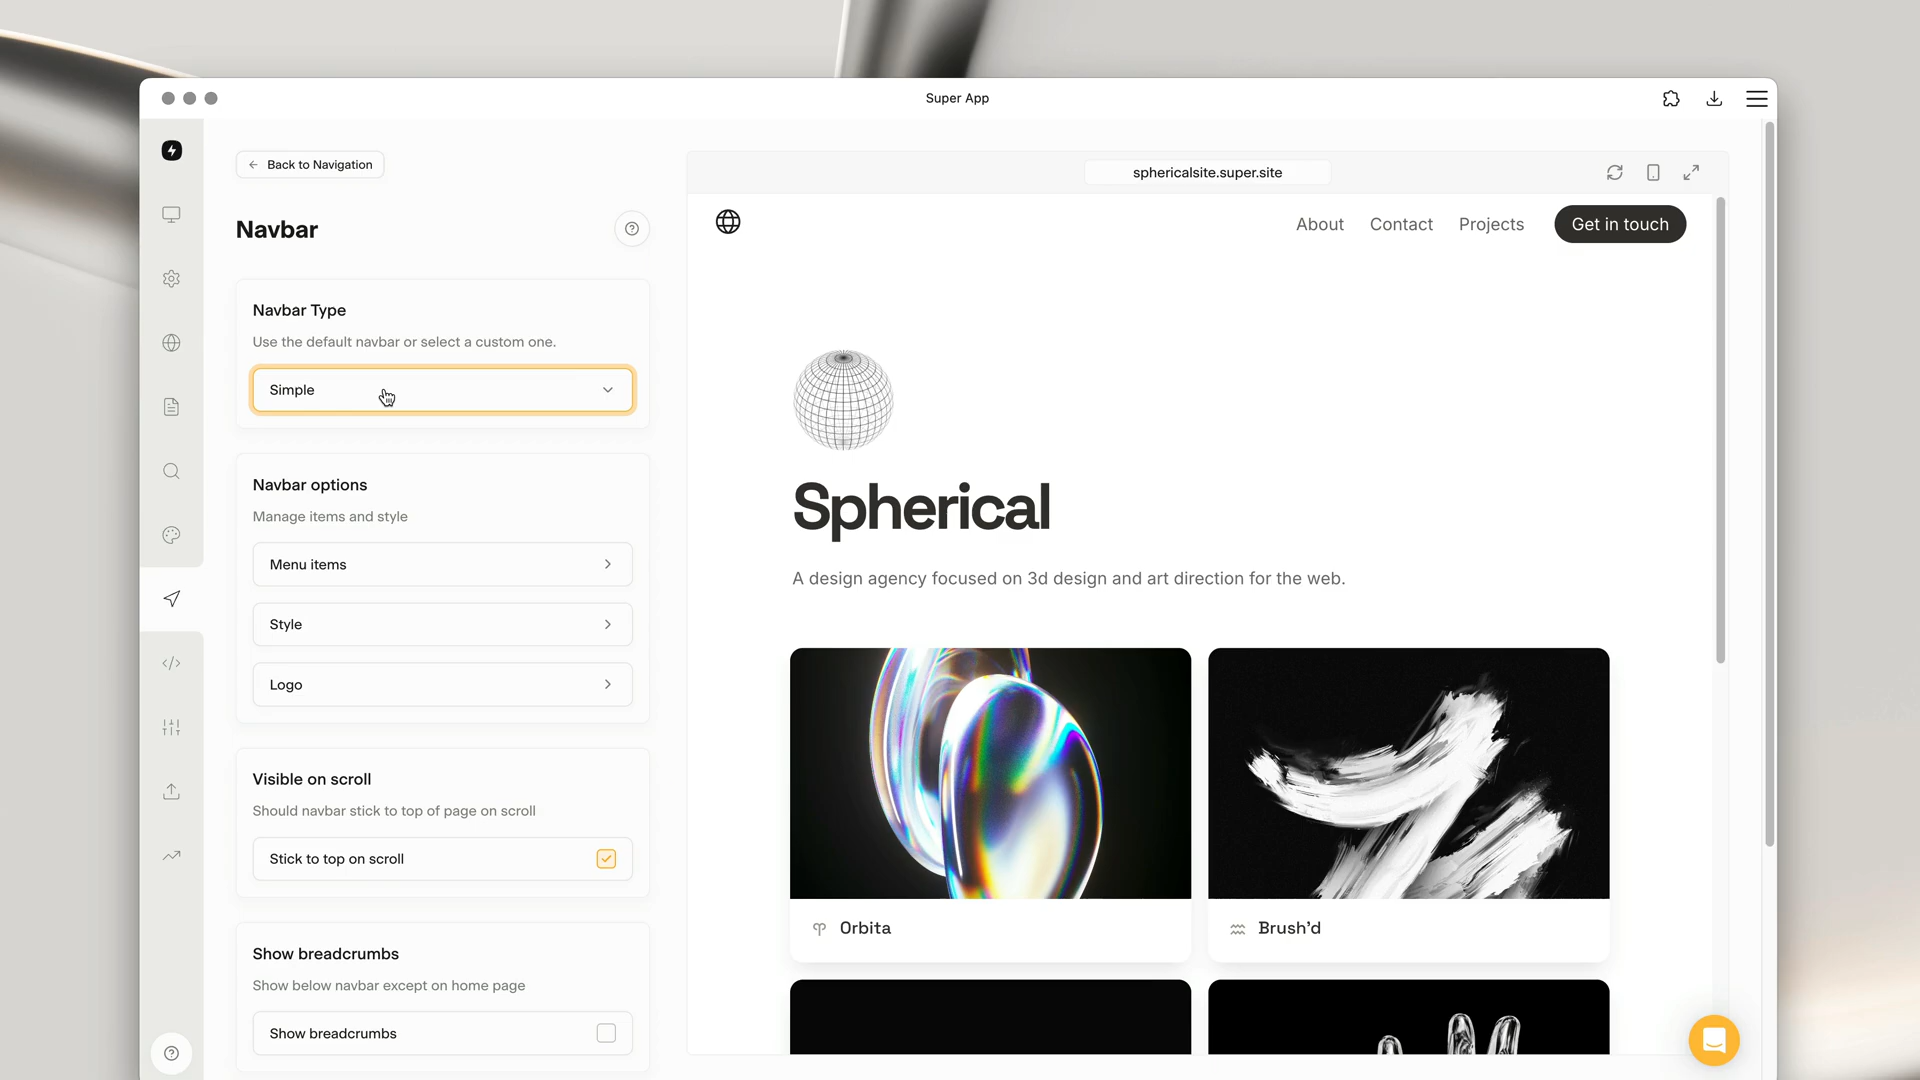 Super App
Back to Navigation
Navbar
Navbar Type
Use the default navbar or select a custom one.
Simple
Navbar options
Manage items and style
Menu items
Style
Logo
Visible on scroll
Should navbar stick to top of page on scroll
Stick to top on scroll
Show breadcrumbs
Show below navbar except on home page
Show breadcrumbs
sphericalsite.super.site
About Contact Projects Get in touch
Spherical
A design agency focused on 3d design and art direction for the web.
Orbita
Brush’d